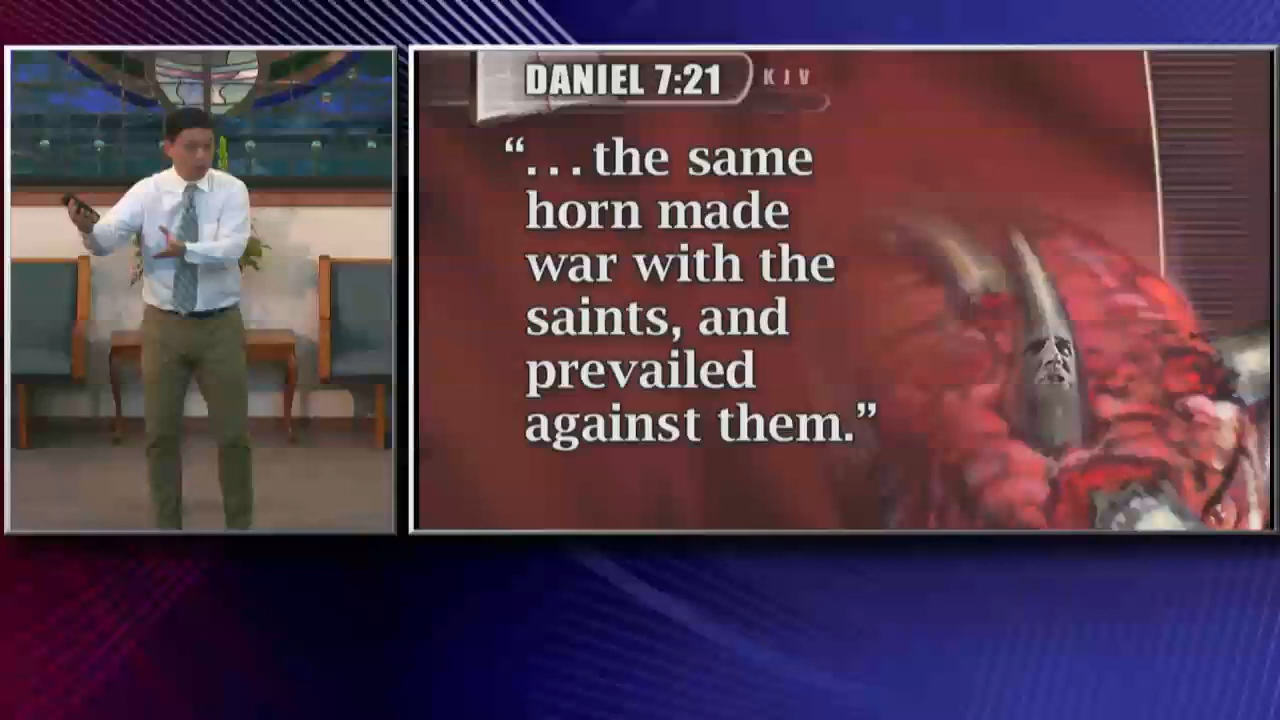 DANIEL 7:21 KJV
“...the same
horn made
war with the
saints, and
prevailed
against them.”